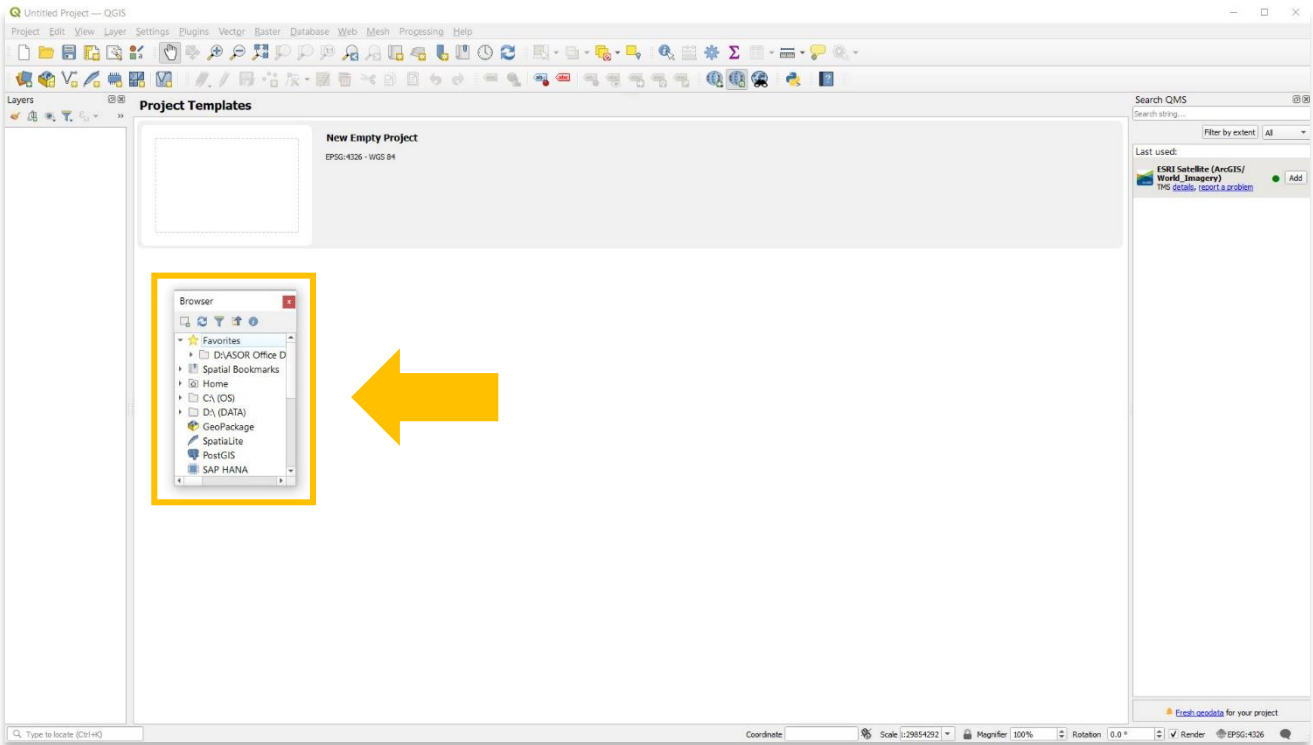 Untitled Project — QGIS
Project Edit View Layer Settings Plugins Vector Raster Database Web Mesh Processing Help
Layers
Project Templates
New Empty Project
EPSG:4326 - WGS 84
Browser
Favorites
D:\ASOR Office D
Spatial Bookmarks
Home
C:\ (OS)
D:\ (DATA)
GeoPackage
SpatiaLite
PostGIS
SAP HANA
Search QMS
Search string...
Filter by extent All
Last used:
ESRI Satellite (ArcGIS/
World_Imagery)
TMS details, report a problem
Add
Fresh geodata for your project
Type to locate (Ctrl+K)
Coordinate
Scale 1:29854292
Magnifier 100%
Rotation 0.0 °
Render
EPSG:4326